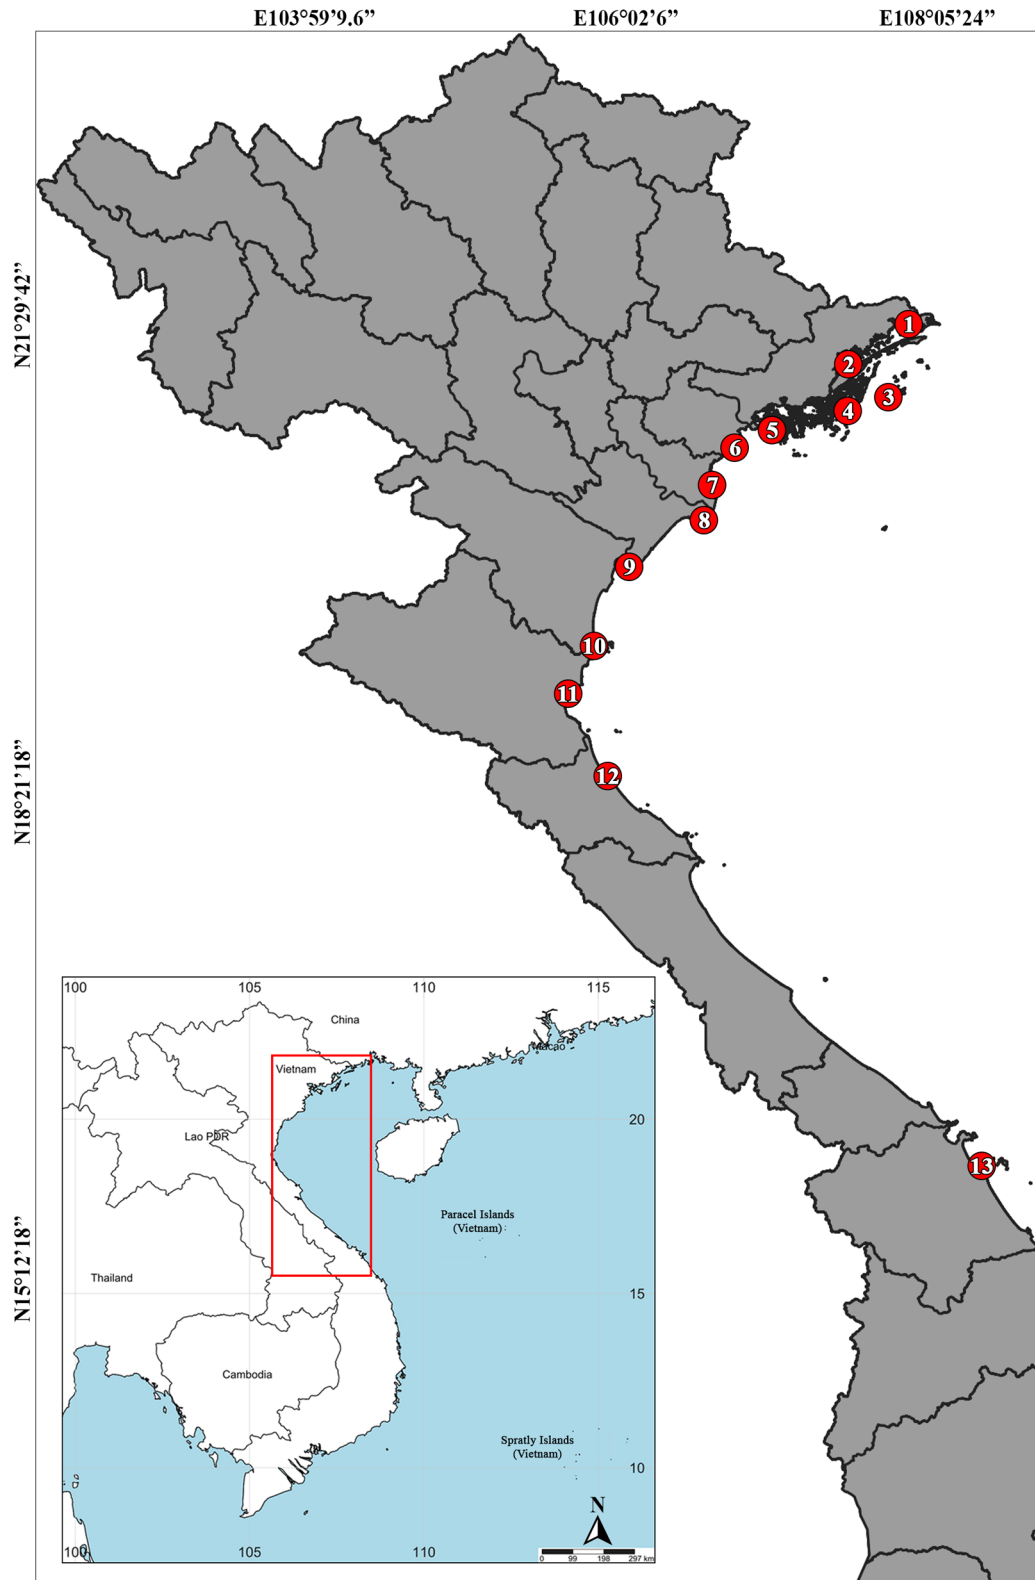 E103°59’9.6”
E106°02’6”
E108°05’24”
N21°29’42”
N18°21’18”
N15°12’18”
1
2
3
4
5
6
7
8
9
10
11
12
13
100
105
110
115
China
Macao
Vietnam
20
Lao PDR
Paracel Islands
(Vietnam)
Thailand
15
Cambodia
Spratly Islands
(Vietnam)
10
N
0 99 198 297 km
100
105
110